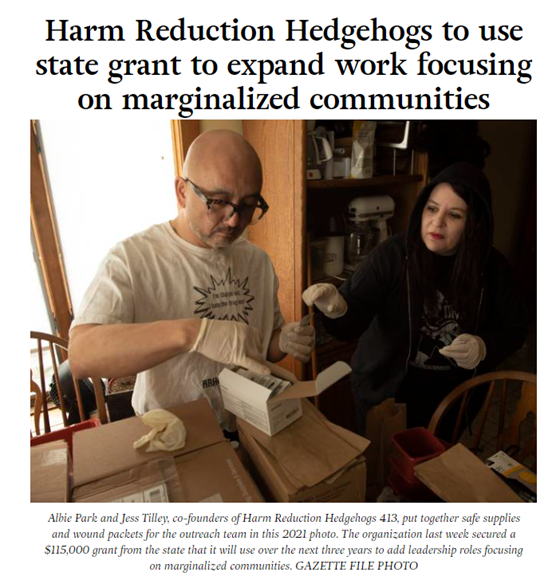 Harm Reduction Hedgehogs to use
state grant to expand work focusing
on marginalized communities
Albie Park and Jess Tilley, co-founders of Harm Reduction Hedgehogs 413, put together safe supplies
and wound packets for the outreach team in this 2021 photo. The organization last week secured a
$115,000 grant from the state that it will use over the next three years to add leadership roles focusing
on marginalized communities. GAZETTE FILE PHOTO